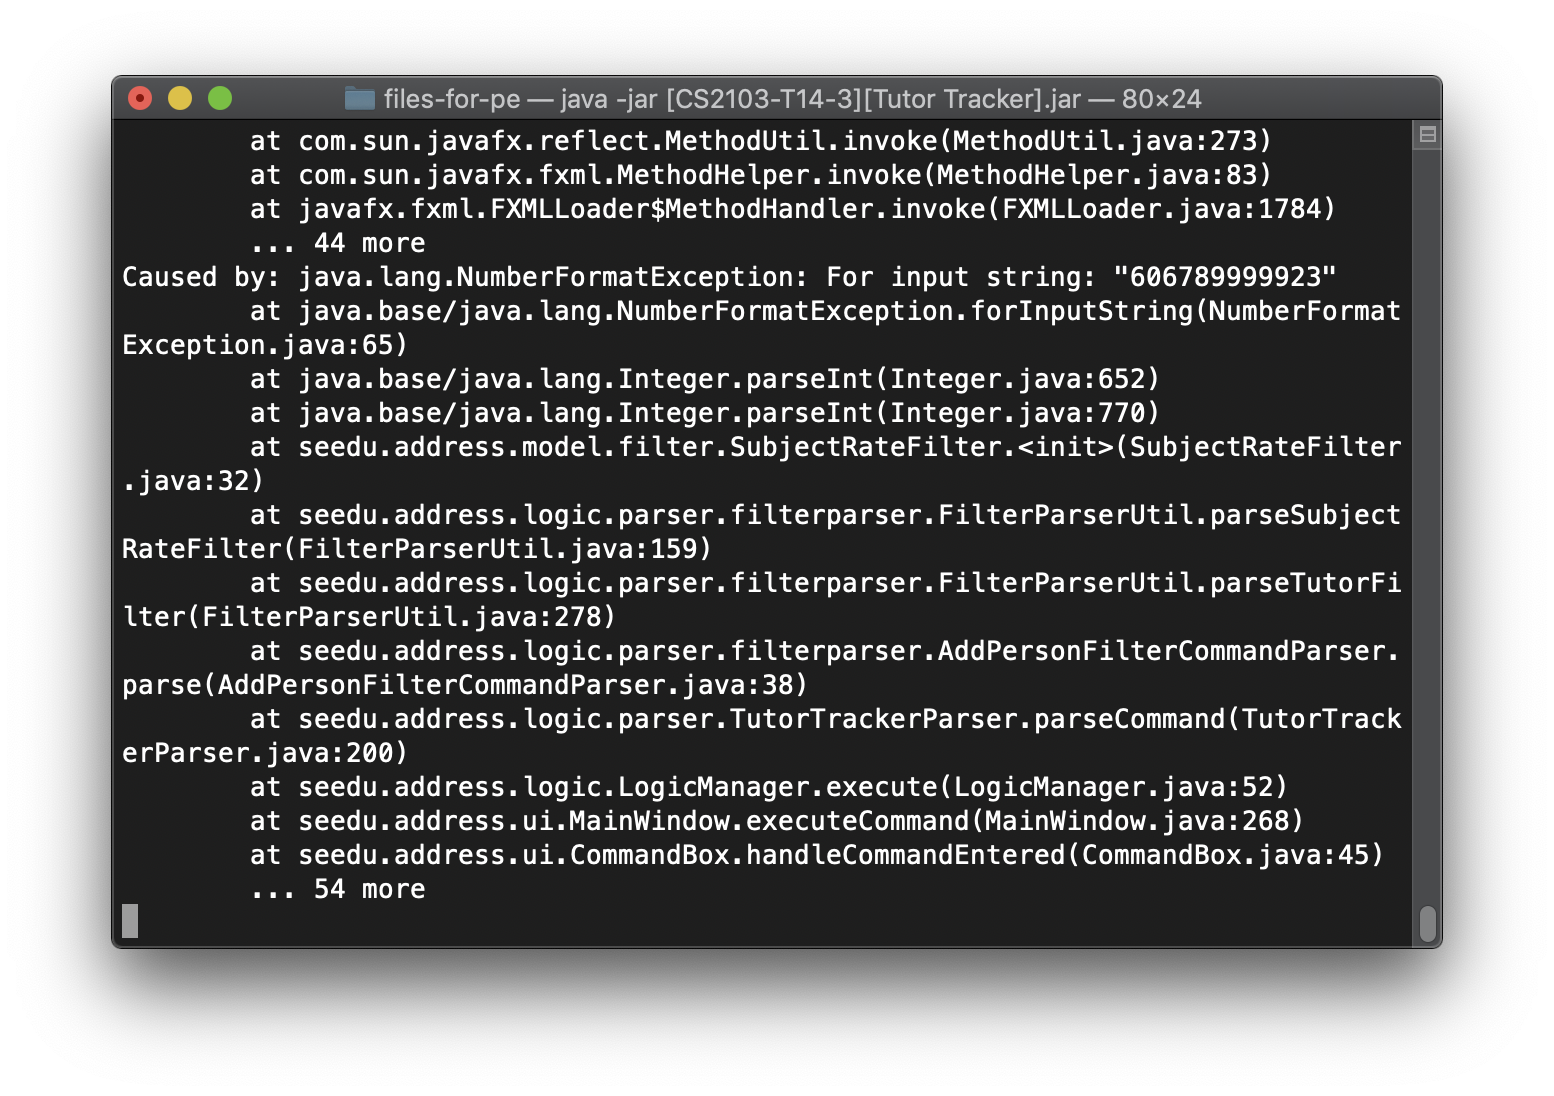 files-for-pe — java -jar [CS2103-T14-3][Tutor Tracker].jar — 80×24
at com.sun.javafx.reflect.MethodUtil.invoke(MethodUtil.java:273)
at com.sun.javafx.fxml.MethodHelper.invoke(MethodHelper.java:83)
at javafx.fxml.FXMLLoader$MethodHandler.invoke(FXMLLoader.java:1784)
... 44 more
Caused by: java.lang.NumberFormatException: For input string: "606789999923"
at java.base/java.lang.NumberFormatException.forInputString(NumberFormat
Exception.java:65)
at java.base/java.lang.Integer.parseInt(Integer.java:652)
at java.base/java.lang.Integer.parseInt(Integer.java:770)
at seedu.address.model.filter.SubjectRateFilter.<init>(SubjectRateFilter
.java:32)
at seedu.address.logic.parser.filterparser.FilterParserUtil.parseSubject
RateFilter(FilterParserUtil.java:159)
at seedu.address.logic.parser.filterparser.FilterParserUtil.parseTutorFi
lter(FilterParserUtil.java:278)
at seedu.address.logic.parser.filterparser.AddPersonFilterCommandParser.
parse(AddPersonFilterCommandParser.java:38)
at seedu.address.logic.parser.TutorTrackerParser.parseCommand(TutorTrack
erParser.java:200)
at seedu.address.logic.LogicManager.execute(LogicManager.java:52)
at seedu.address.ui.MainWindow.executeCommand(MainWindow.java:268)
at seedu.address.ui.CommandBox.handleCommandEntered(CommandBox.java:45)
... 54 more